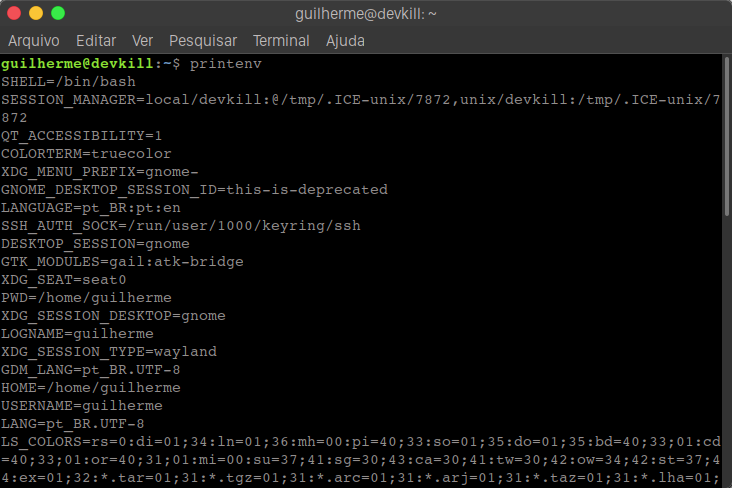 guilherme@devkill: ~
Arquivo Editar Ver Pesquisar Terminal Ajuda
guilherme@devkill:~$ printenv
SHELL=/bin/bash
SESSION_MANAGER=local/devkill:@/tmp/.ICE-unix/7872,unix/devkill:/tmp/.ICE-unix/7
872
QT_ACCESSIBILITY=1
COLORTERM=truecolor
XDG_MENU_PREFIX=gnome-
GNOME_DESKTOP_SESSION_ID=this-is-deprecated
LANGUAGE=pt_BR:pt:en
SSH_AUTH_SOCK=/run/user/1000/keyring/ssh
DESKTOP_SESSION=gnome
GTK_MODULES=gail:atk-bridge
XDG_SEAT=seat0
PWD=/home/guilherme
XDG_SESSION_DESKTOP=gnome
LOGNAME=guilherme
XDG_SESSION_TYPE=wayland
GDM_LANG=pt_BR.UTF-8
HOME=/home/guilherme
USERNAME=guilherme
LANG=pt_BR.UTF-8
LS_COLORS=rs=0:di=01;34:ln=01;36:mh=00:pi=40;33:so=01;35:do=01;35:bd=40;33;01:cd
=40;33;01:or=40;31;01:mi=00:su=37;41:sg=30;43:ca=30;41:tw=30;42:ow=34;42:st=37;4
4:ex=01;32:*.tar=01;31:*.tgz=01;31:*.arc=01;31:*.arj=01;31:*.taz=01;31:*.lha=01;